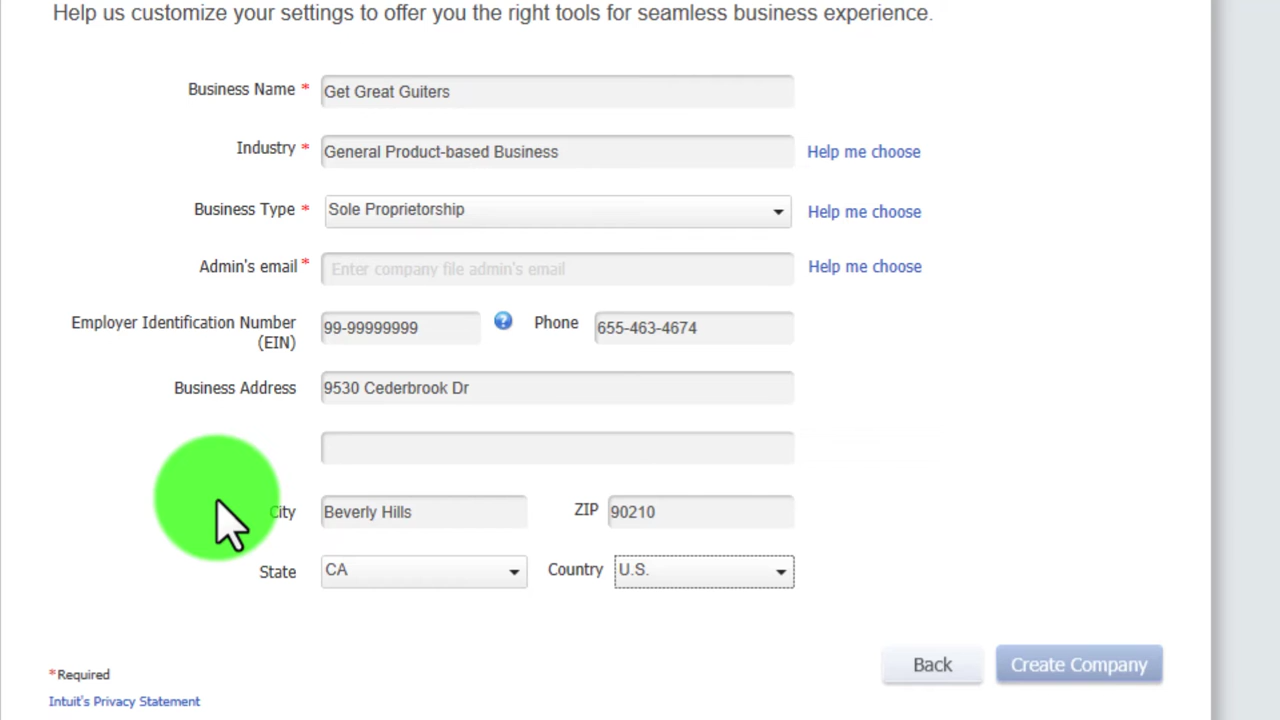 Help us customize your settings to offer you the right tools for seamless business experience.
Business Name * Get Great Guiters
Industry * General Product-based Business Help me choose
Business Type * Sole Proprietorship Help me choose
Admin's email * Enter company file admin's email Help me choose
Employer Identification Number (EIN) 99-99999999 ? Phone 655-463-4674
Business Address 9530 Cederbrook Dr
City Beverly Hills ZIP 90210
State CA Country U.S.
Back Create Company
*Required
Intuit's Privacy Statement